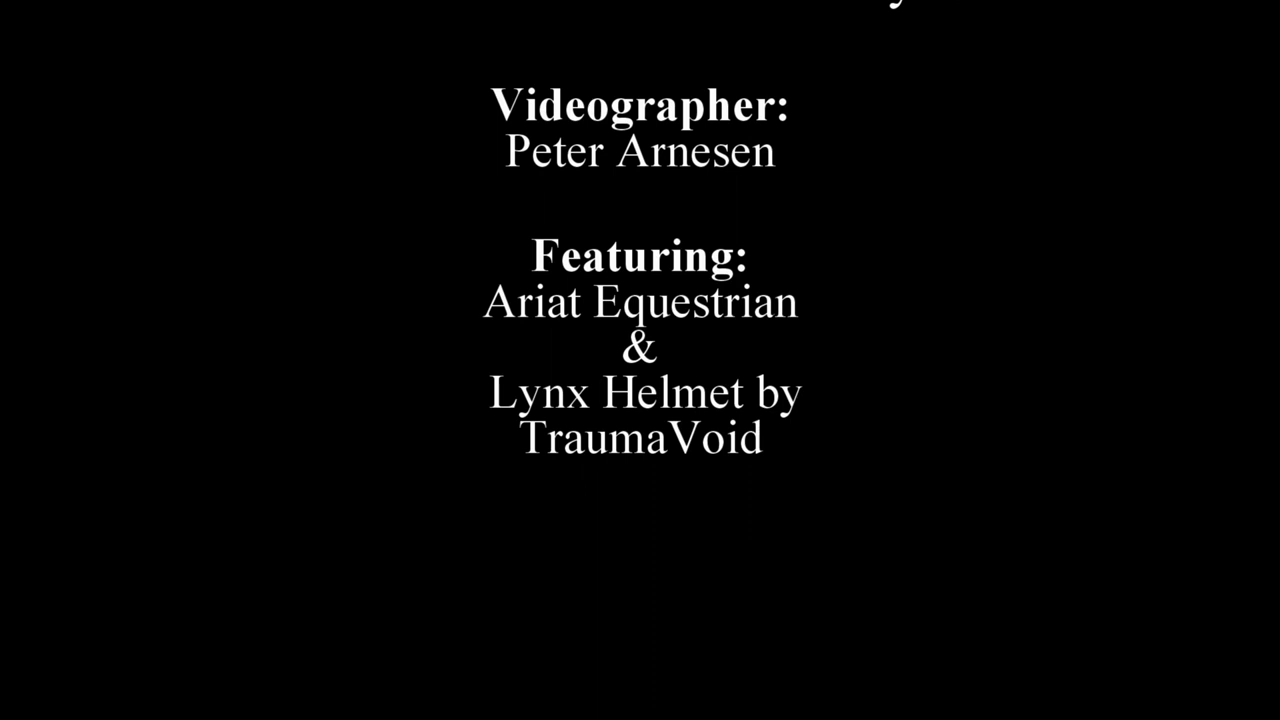 Videographer:
Peter Arnesen
Featuring:
Ariat Equestrian
&
Lynx Helmet by
TraumaVoid